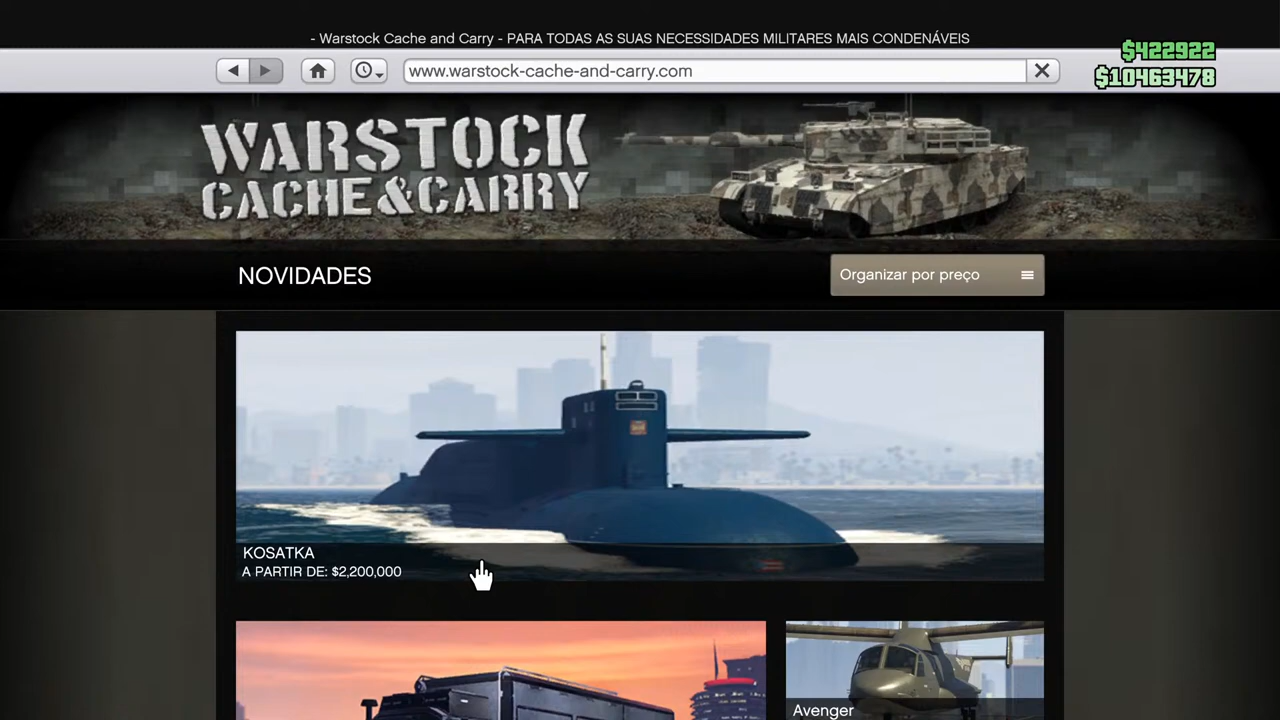 - Warstock Cache and Carry - PARA TODAS AS SUAS NECESSIDADES MILITARES MAIS CONDENÁVEIS
$422922
www.warstock-cache-and-carry.com
$10463478
WARSTOCK
CACHE&CARRY
NOVIDADES
Organizar por preço
KOSATKA
A PARTIR DE: $2,200,000
Avenger